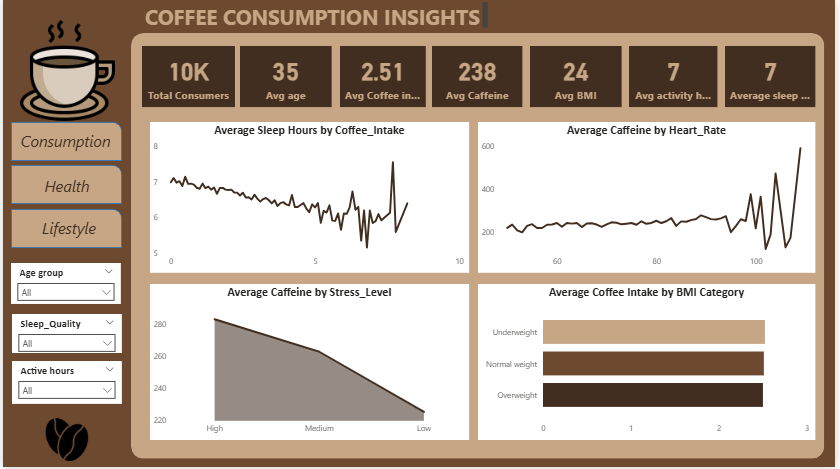 COFFEE CONSUMPTION INSIGHTS
10K
Total Consumers
35
Avg age
2.51
Avg Coffee in...
238
Avg Caffeine
24
Avg BMI
7
Avg activity h...
7
Average sleep ...
Consumption
Health
Lifestyle
Age group
All
Sleep_Quality
All
Active hours
All
Average Sleep Hours by Coffee_Intake
8
7
6
5
0
5
10
Average Caffeine by Heart_Rate
600
400
200
60
80
100
Average Caffeine by Stress_Level
280
260
240
220
High
Medium
Low
Average Coffee Intake by BMI Category
Underweight
Normal weight
Overweight
0
1
2
3